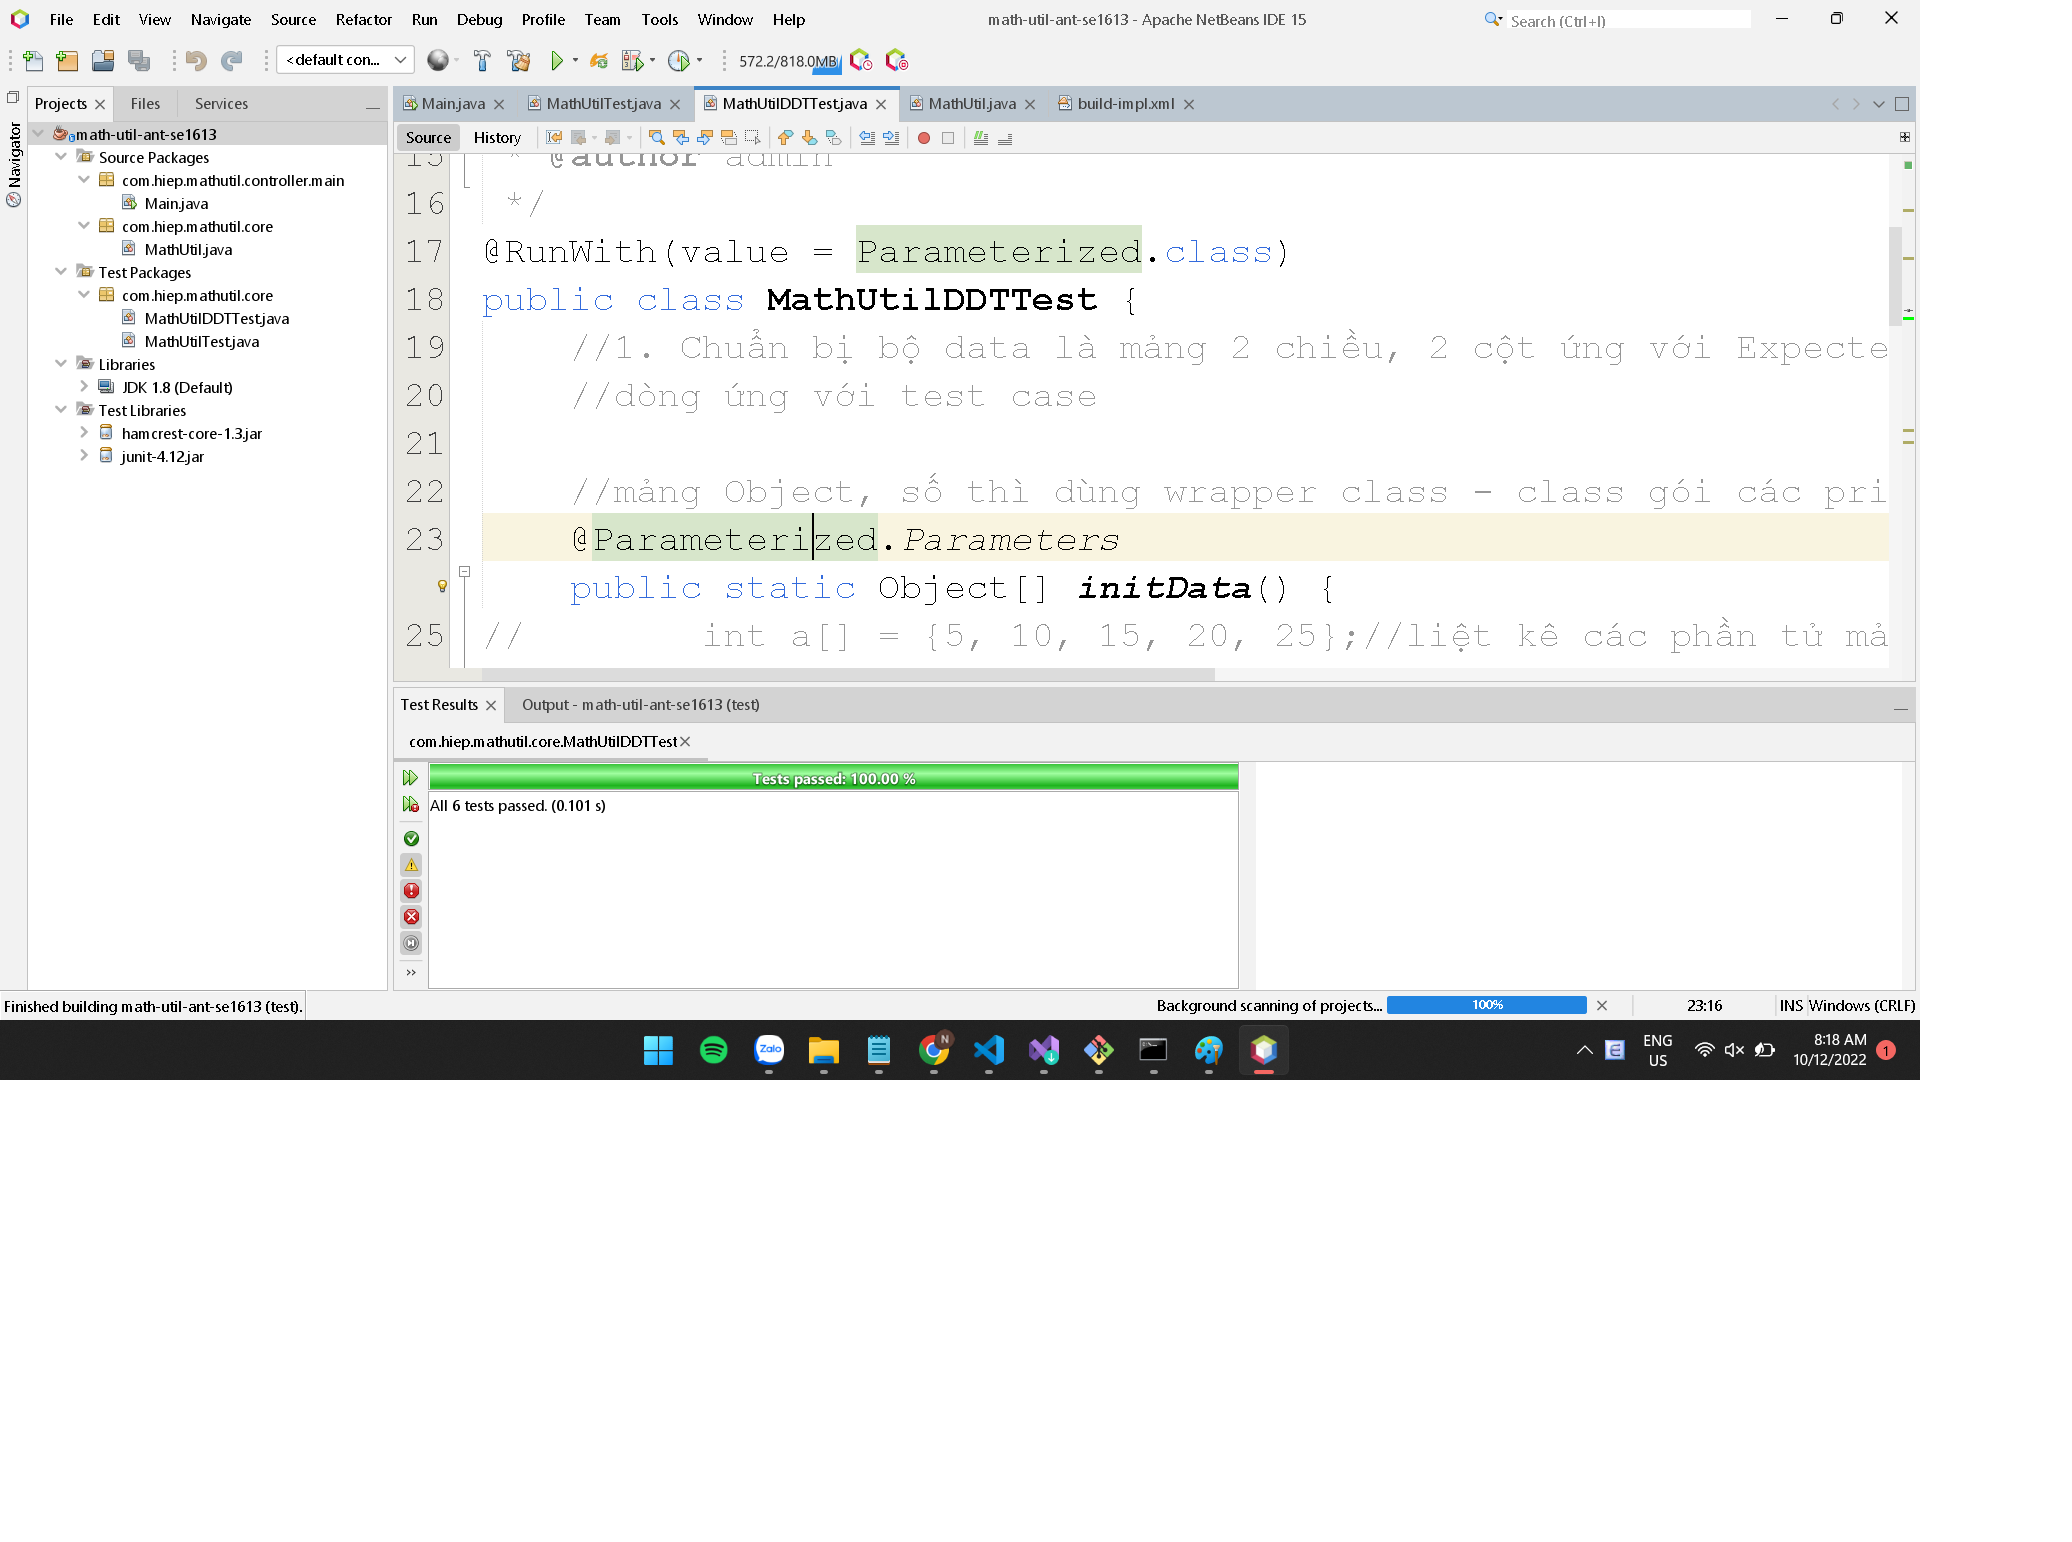 File Edit View Navigate Source Refactor Run Debug Profile Team Tools Window Help
math-util-ant-se1613 - Apache NetBeans IDE 15
Search (Ctrl+I)
<default con...
572.2/818.0MB
Projects
Files
Services
Navigator
math-util-ant-se1613
Source Packages
com.hiep.mathutil.controller.main
Main.java
com.hiep.mathutil.core
MathUtil.java
Test Packages
com.hiep.mathutil.core
MathUtilDDTTest.java
MathUtilTest.java
Libraries
JDK 1.8 (Default)
Test Libraries
hamcrest-core-1.3.jar
junit-4.12.jar
Main.java
MathUtilTest.java
MathUtilDDTTest.java
MathUtil.java
build-impl.xml
Source
History
15 * @author admin
16 */
17 @RunWith(value = Parameterized.class)
18 public class MathUtilDDTTest {
19 //1. Chuẩn bị bộ data là mảng 2 chiều, 2 cột ứng với Expecte
20 //dòng ứng với test case
21
22 //mảng Object, số thì dùng wrapper class - class gói các pri
23 @Parameterized.Parameters
public static Object[] initData() {
25 // int a[] = {5, 10, 15, 20, 25};//liệt kê các phần tử mả
Test Results
Output - math-util-ant-se1613 (test)
com.hiep.mathutil.core.MathUtilDDTTest
Tests passed: 100.00 %
All 6 tests passed. (0.101 s)
Finished building math-util-ant-se1613 (test).
Background scanning of projects...
100%
23:16
INS
Windows (CRLF)
Zalo
N
ENG
US
8:18 AM
10/12/2022
1